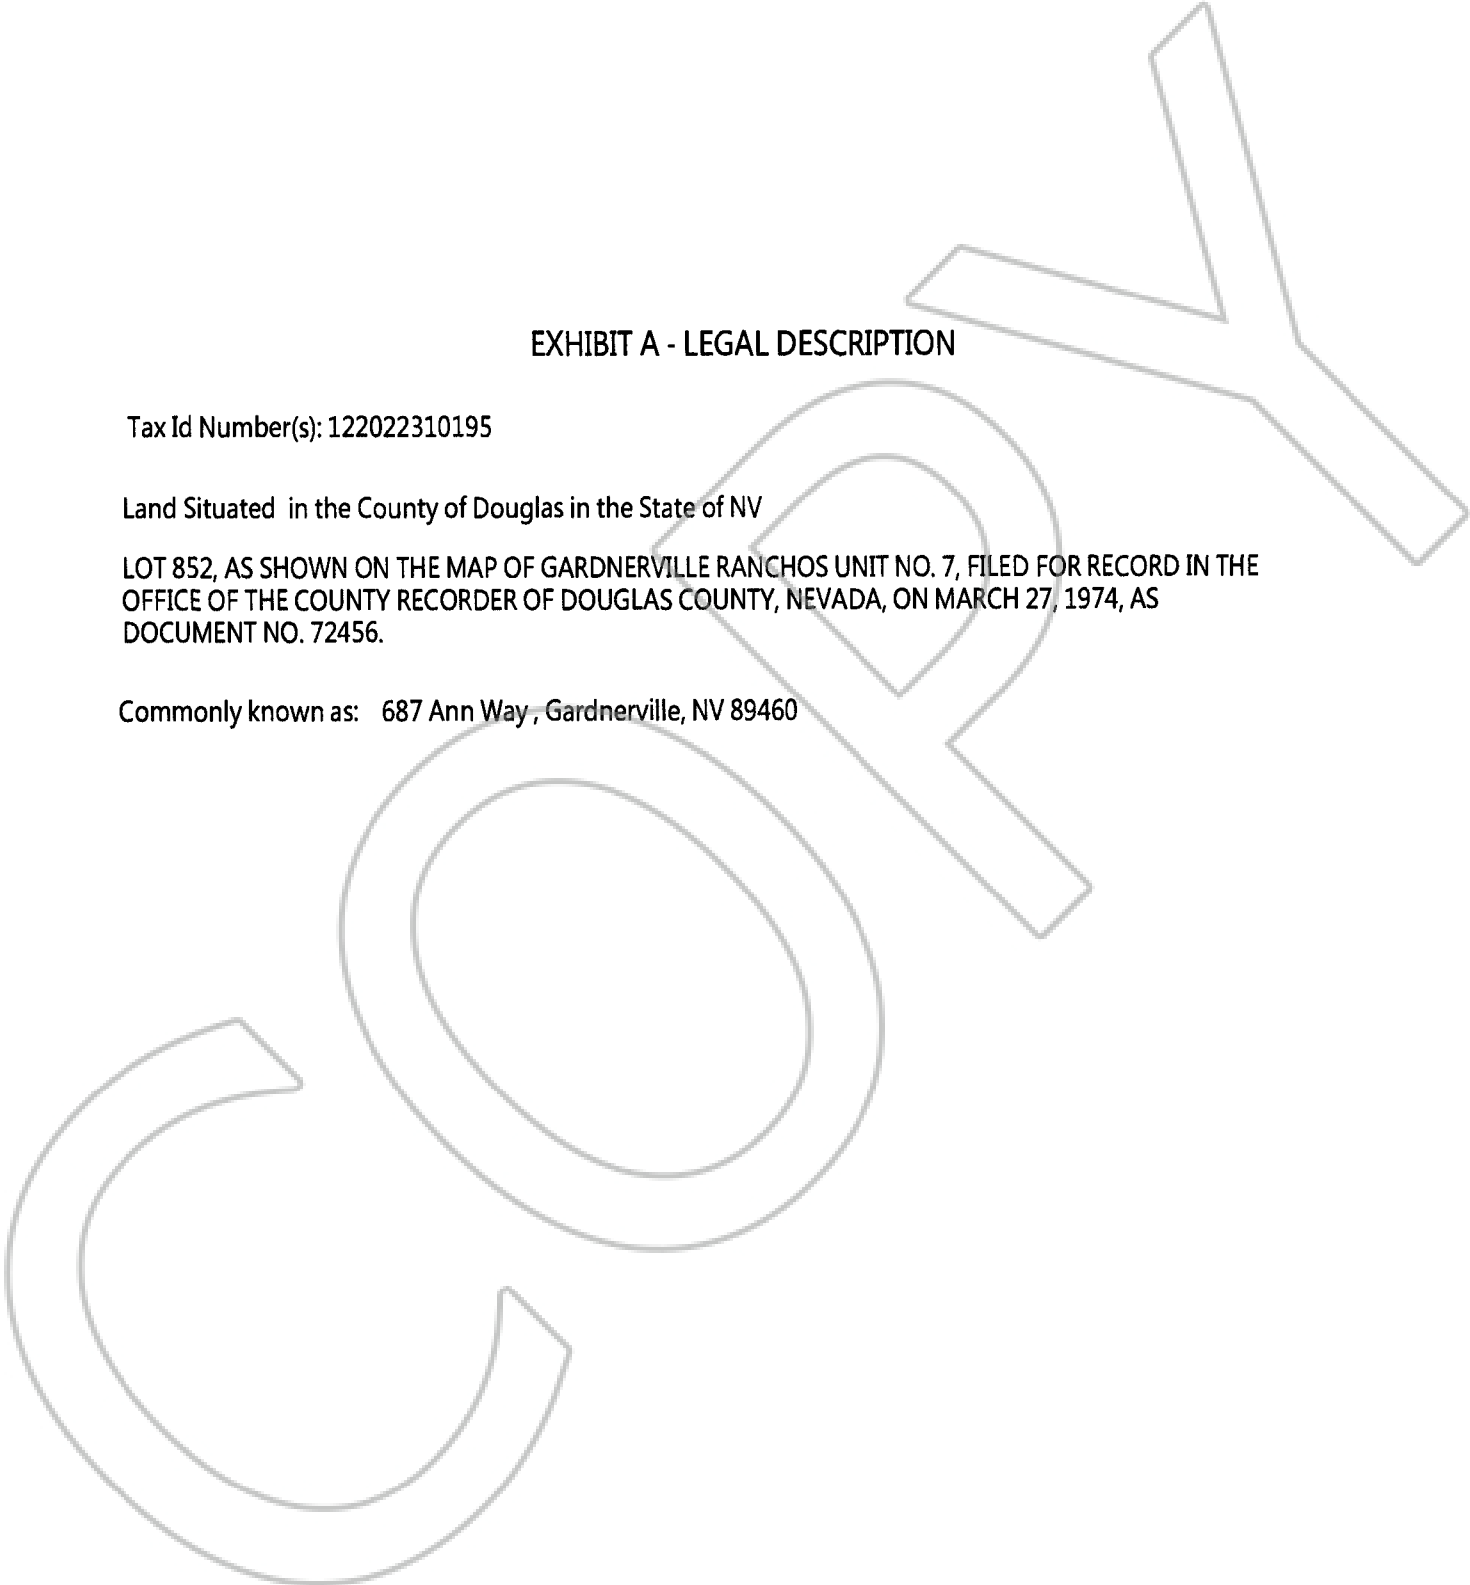 EXHIBIT A - LEGAL DESCRIPTION
Tax Id Number(s): 122022310195
Land Situated in the County of Douglas in the State of NV
LOT 852, AS SHOWN ON THE MAP OF GARDNERVILLE RANCHOS UNIT NO. 7, FILED FOR RECORD IN THE
OFFICE OF THE COUNTY RECORDER OF DOUGLAS COUNTY, NEVADA, ON MARCH 27, 1974, AS
DOCUMENT NO. 72456.
Commonly known as: 687 Ann Way , Gardnerville, NV 89460
COPY